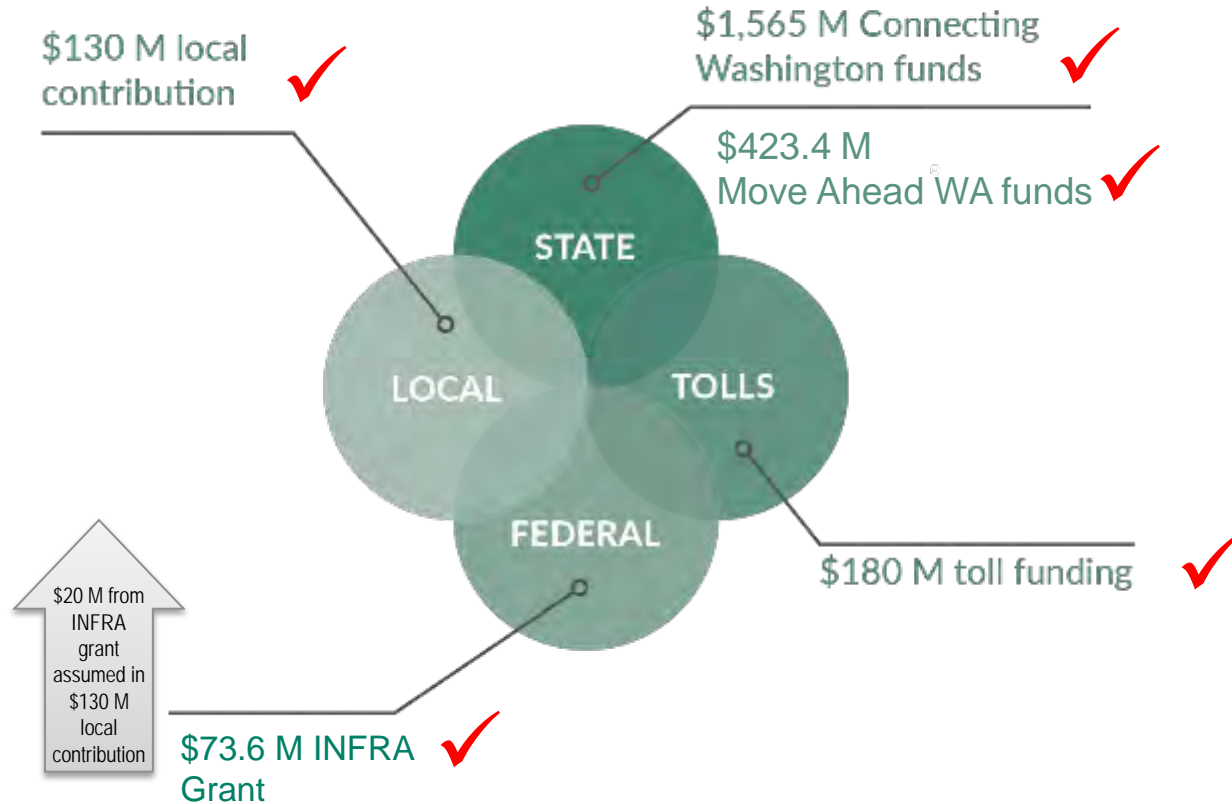 $130 M local
contribution
$1,565 M Connecting
Washington funds
$423.4 M
Move Ahead WA funds
STATE
LOCAL
TOLLS
FEDERAL
$180 M toll funding
$20 M from
INFRA
grant
assumed in
$130 M
local
contribution
$73.6 M INFRA
Grant